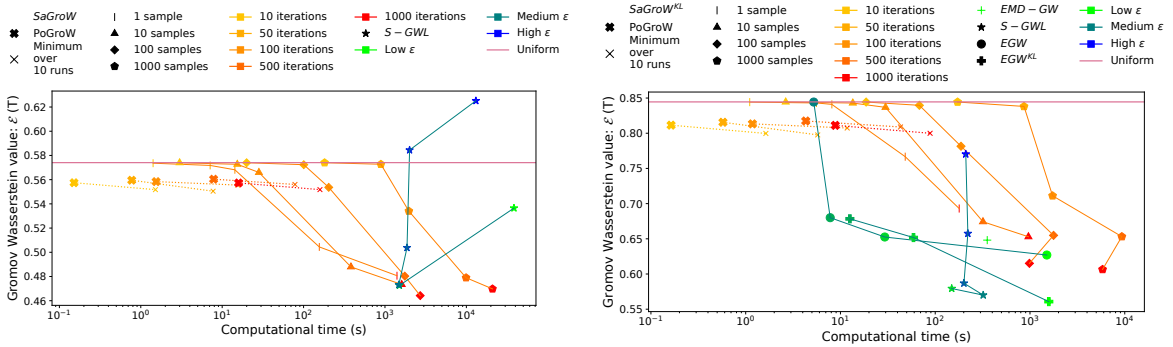 SaGroW
PoGroW
Minimum
over
10 runs
1 sample
10 samples
100 samples
1000 samples
10 iterations
50 iterations
100 iterations
500 iterations
1000 iterations
S − GWL
Low ε
Medium ε
High ε
Uniform
Gromov Wasserstein value: ℰ (T)
0.62
0.60
0.58
0.56
0.54
0.52
0.50
0.48
0.46
10⁻¹ 10⁰ 10¹ 10² 10³ 10⁴
Computational time (s)
SaGroW^KL
PoGroW
Minimum
over
10 runs
1 sample
10 samples
100 samples
1000 samples
10 iterations
50 iterations
100 iterations
500 iterations
1000 iterations
EMD − GW
S − GWL
EGW
EGW^KL
Low ε
Medium ε
High ε
Uniform
Gromov Wasserstein value: ℰ (T)
0.85
0.80
0.75
0.70
0.65
0.60
0.55
10⁻¹ 10⁰ 10¹ 10² 10³ 10⁴
Computational time (s)